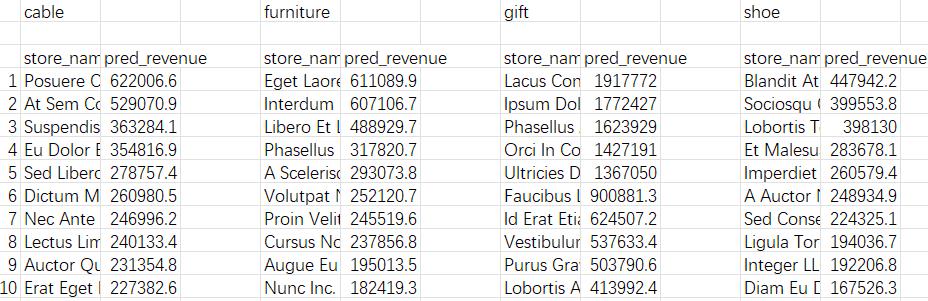 cable furniture gift shoe
store_nam pred_revenue store_nam pred_revenue store_nam pred_revenue store_nam pred_revenue
1 Posuere 622006.6 Eget Laore 611089.9 Lacus Con 1917772 Blandit At 447942.2
2 At Sem 529070.9 Interdum 607106.7 Ipsum Dol 1772427 Sociosqu 399553.8
3 Suspendis 363284.1 Libero Et 488929.7 Phasellus 1623929 Lobortis 398130
4 Eu Dolor 354816.9 Phasellus 317820.7 Orci In Co 1427191 Et Malesu 283678.1
5 Sed Liberc 278757.4 A Scelerisc 293073.8 Ultricies D 1367050 Imperdiet 260579.4
6 Dictum M 260980.5 Volutpat 252120.7 Faucibus 900881.3 A Auctor 248934.9
7 Nec Ante 246996.2 Proin Velit 245519.6 Id Erat Etia 624507.2 Sed Conse 224325.1
8 Lectus Lim 240133.4 Cursus Nc 237856.8 Vestibulur 537633.4 Ligula Tor 194036.7
9 Auctor Qu 231354.8 Augue Eu 195013.5 Purus Gra 503790.6 Integer LL 192206.8
10 Erat Eget 227382.6 Nunc Inc. 182419.3 Lobortis A 413992.4 Diam Eu 167526.3